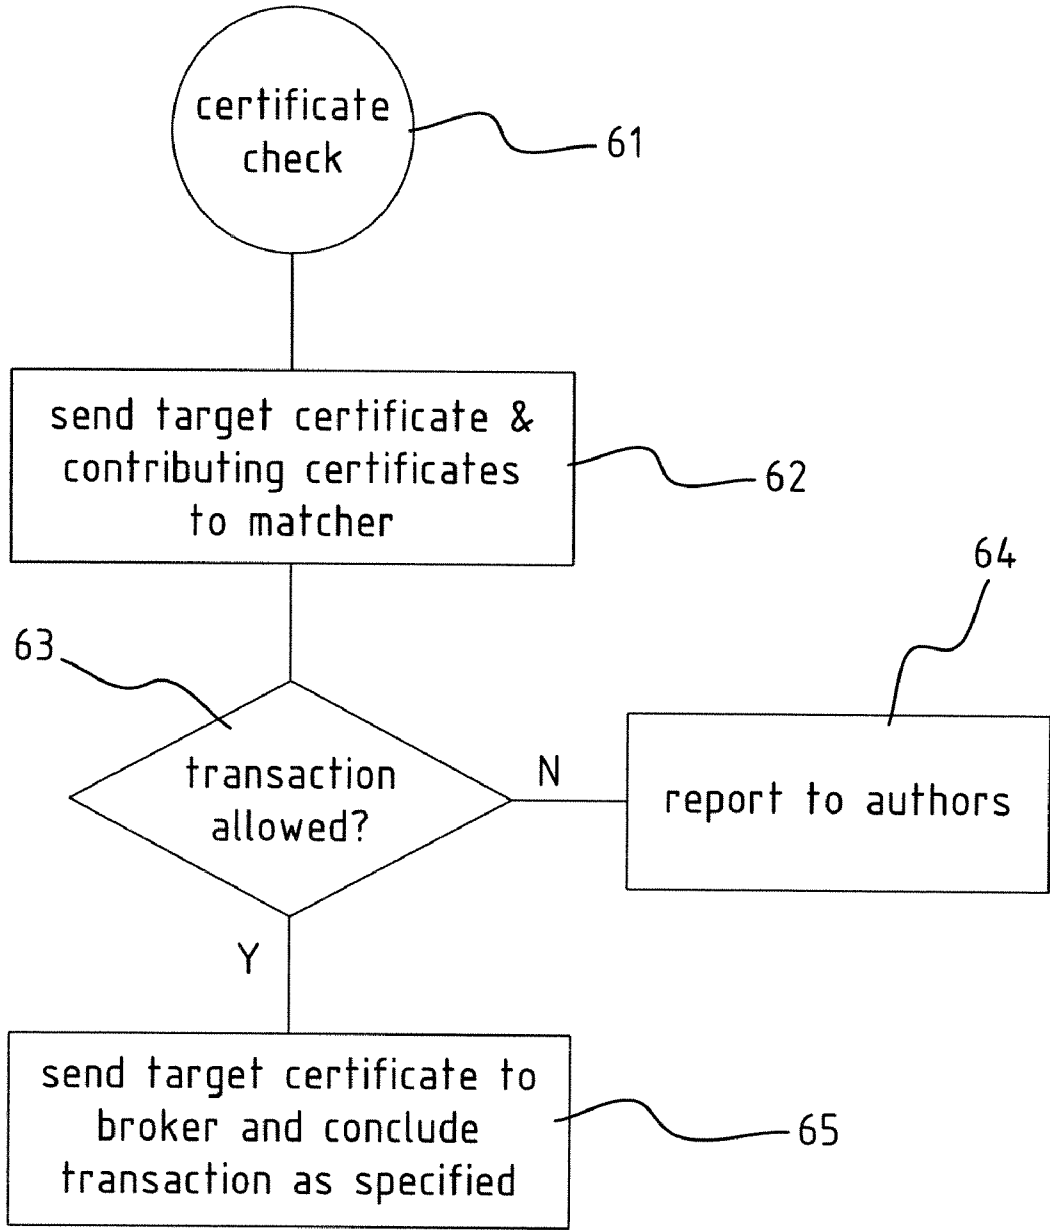 certificate
check
61
send target certificate &
contributing certificates
to matcher
62
63
64
transaction
allowed?
N
report to authors
Y
send target certificate to
broker and conclude
transaction as specified
65